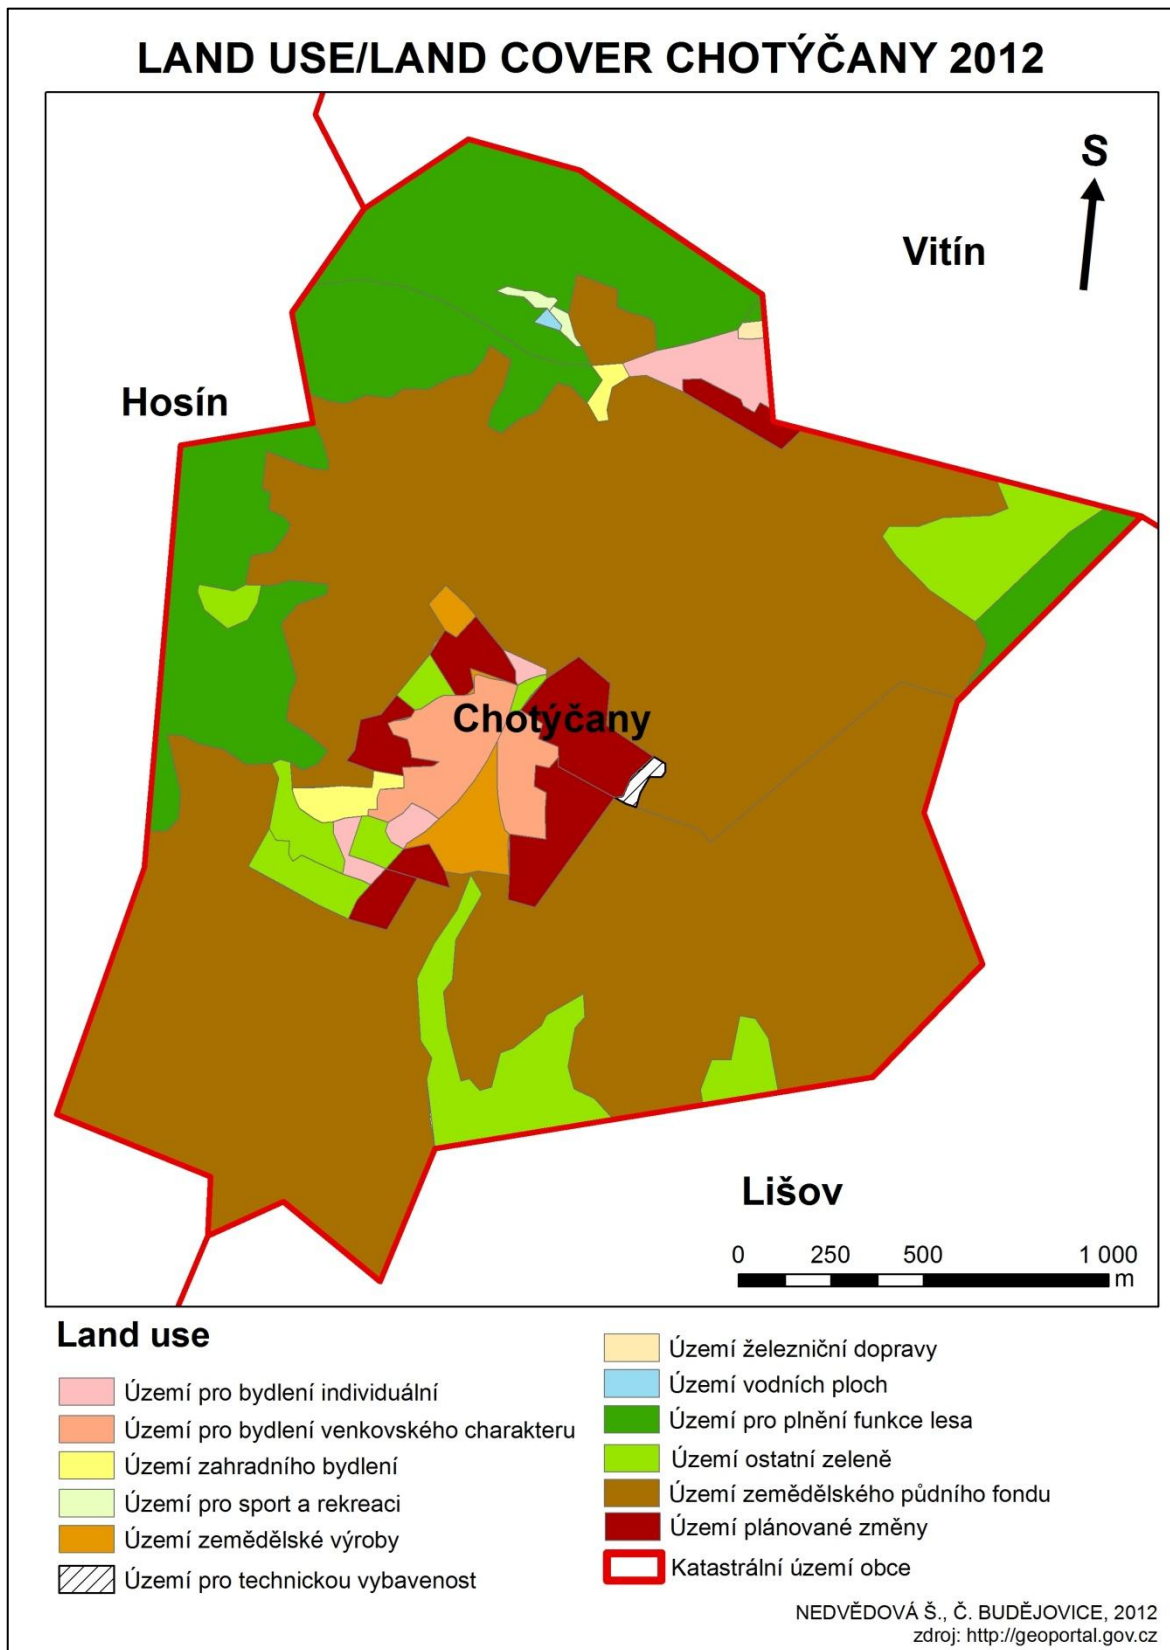 LAND USE/LAND COVER CHOTÝČANY 2012
S
Vitín
Hosín
Chotýčany
Lišov
0 250 500 1 000
m
Land use
Území pro bydlení individuální
Území pro bydlení venkovského charakteru
Území zahradního bydlení
Území pro sport a rekreaci
Území zemědělské výroby
Území pro technickou vybavenost
Území železniční dopravy
Území vodních ploch
Území pro plnění funkce lesa
Území ostatní zeleně
Území zemědělského půdního fondu
Území plánované změny
Katastrální území obce
NEDVĚDOVÁ Š., Č. BUDĚJOVICE, 2012
zdroj: http://geoportal.gov.cz